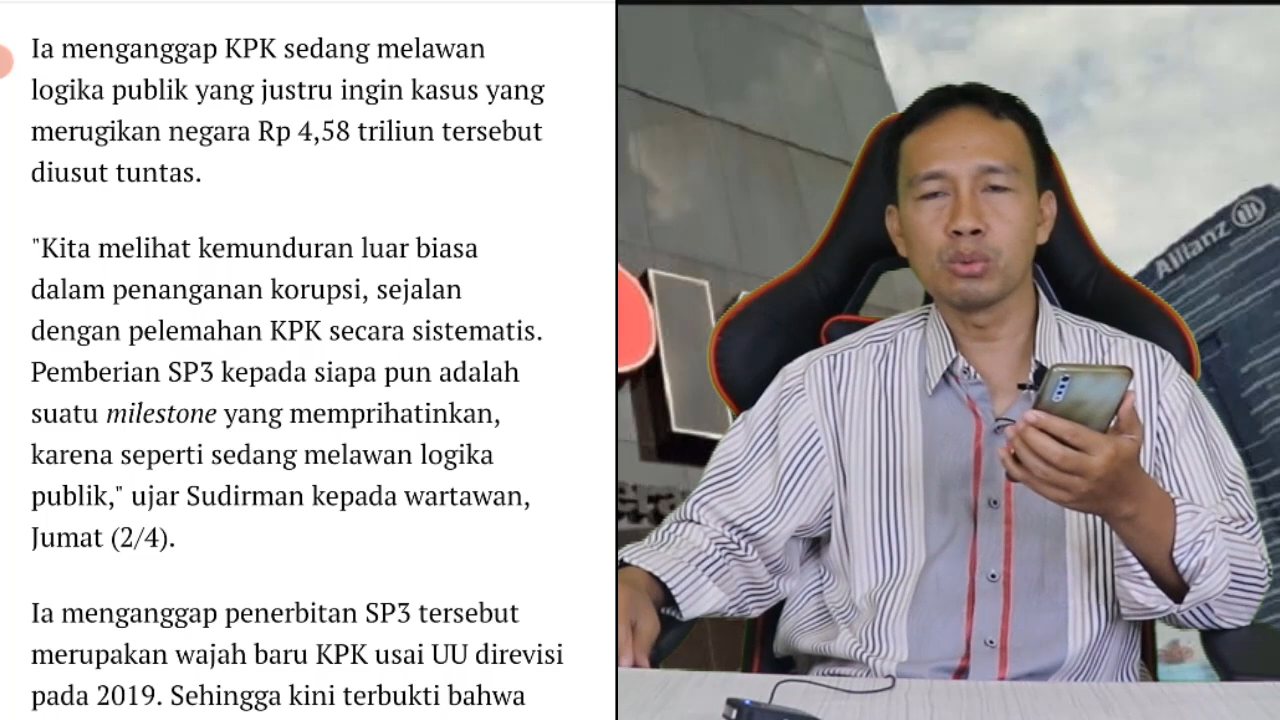 Ia menganggap KPK sedang melawan
logika publik yang justru ingin kasus yang
merugikan negara Rp 4,58 triliun tersebut
diusut tuntas.
"Kita melihat kemunduran luar biasa
dalam penanganan korupsi, sejalan
dengan pelemahan KPK secara sistematis.
Pemberian SP3 kepada siapa pun adalah
suatu milestone yang memprihatinkan,
karena seperti sedang melawan logika
publik," ujar Sudirman kepada wartawan,
Jumat (2/4).
Ia menganggap penerbitan SP3 tersebut
merupakan wajah baru KPK usai UU direvisi
pada 2019. Sehingga kini terbukti bahwa
Allianz